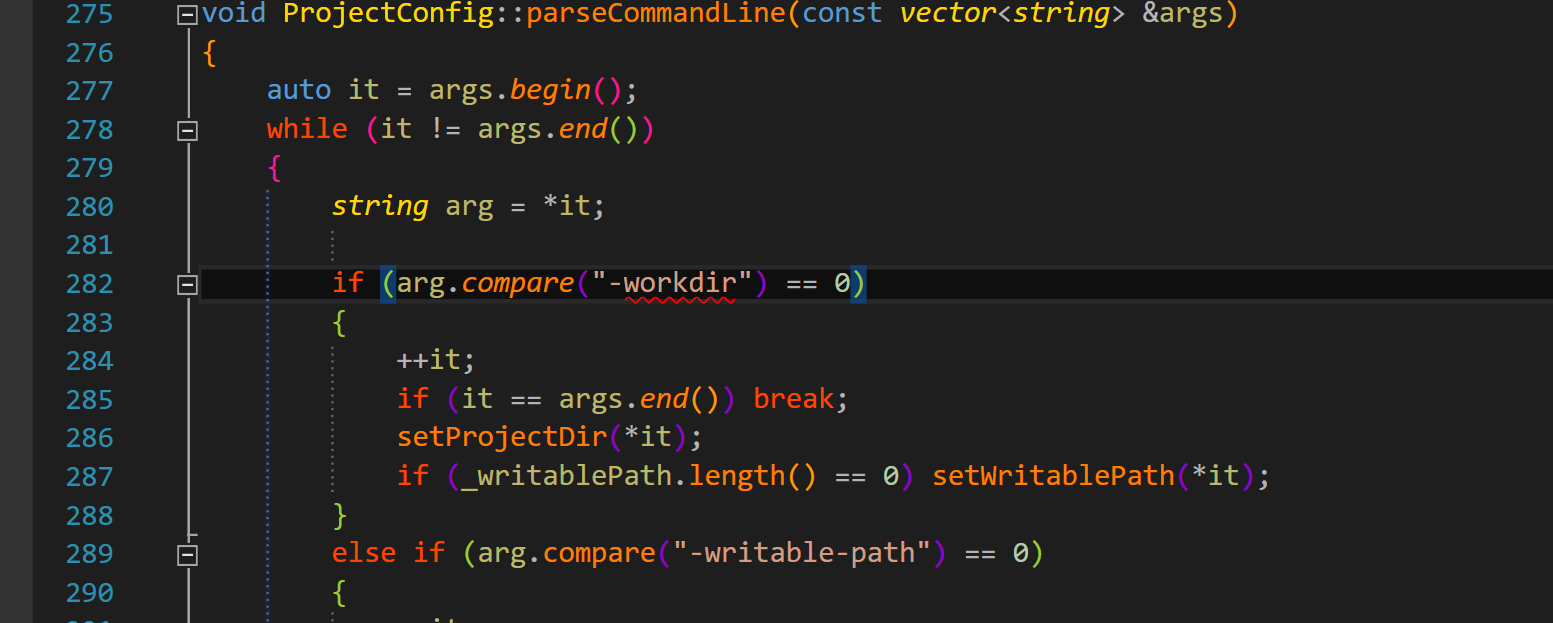 275 void ProjectConfig::parseCommandLine(const vector<string> &args)
276 {
277 auto it = args.begin();
278 while (it != args.end())
279 {
280 string arg = *it;
281
282 if (arg.compare("-workdir") == 0)
283 {
284 ++it;
285 if (it == args.end()) break;
286 setProjectDir(*it);
287 if (_writablePath.length() == 0) setWritablePath(*it);
288 }
289 else if (arg.compare("-writable-path") == 0)
290 {